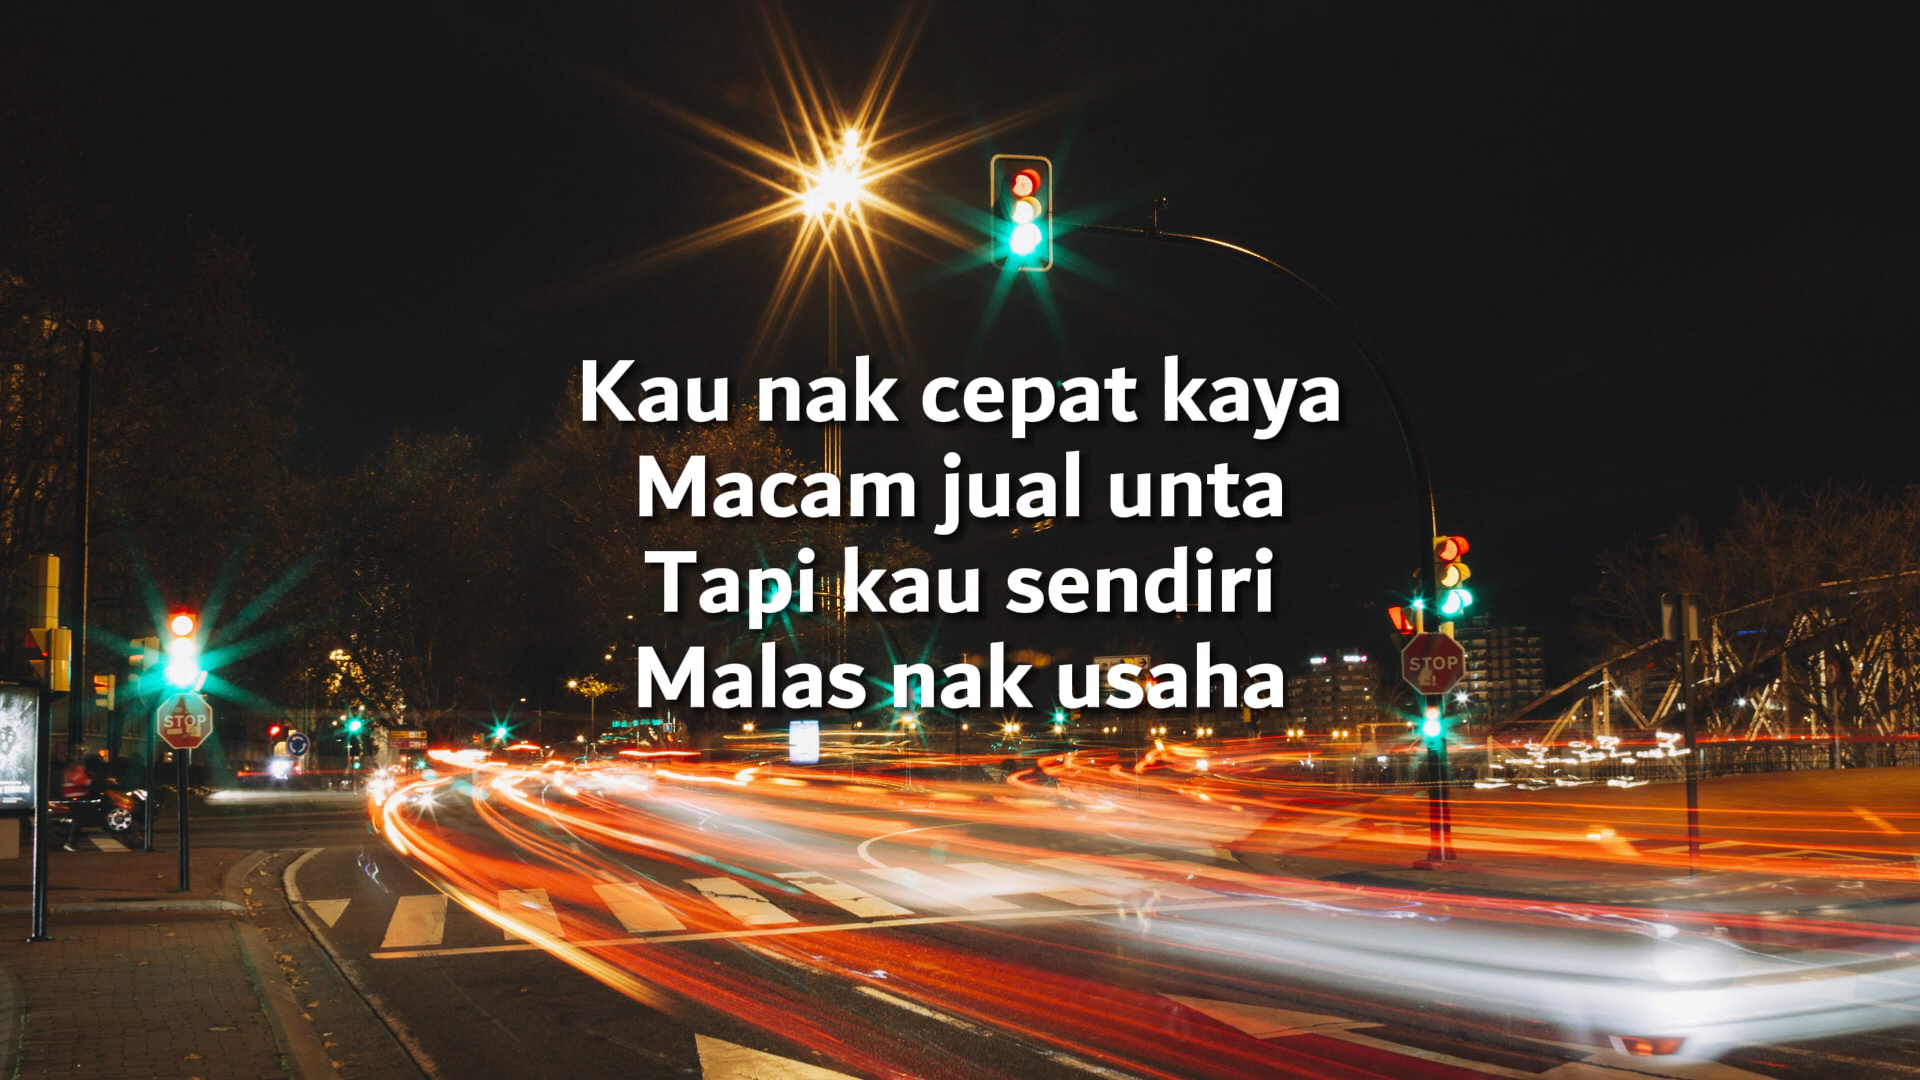 Kau nak cepat kaya
Macam jual unta
Tapi kau sendiri
Malas nak usaha
STOP
STOP